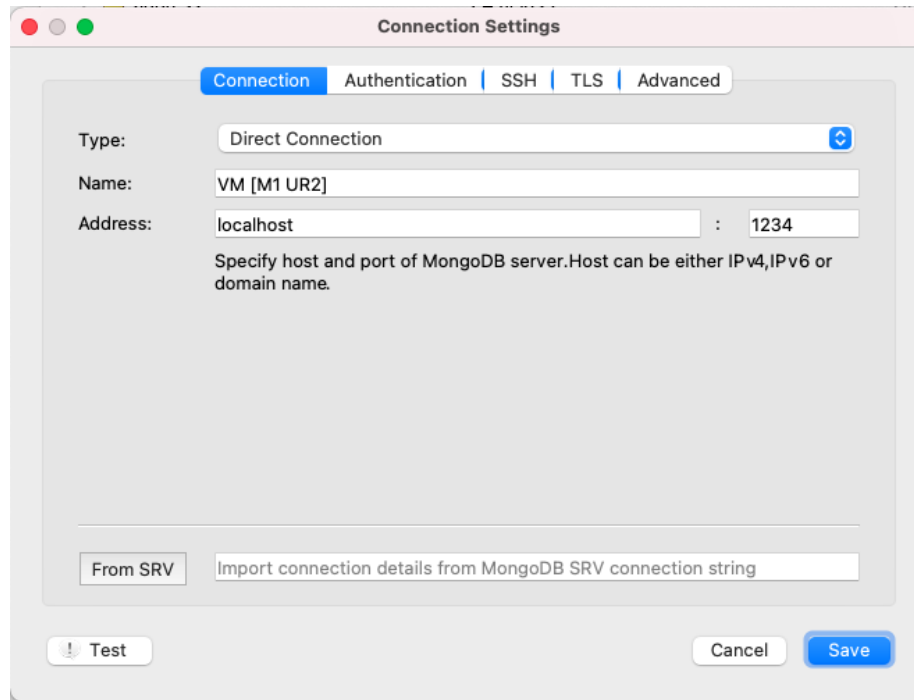 Connection Settings
Connection Authentication SSH TLS Advanced
Type: Direct Connection
Name: VM [M1 UR2]
Address: localhost : 1234
Specify host and port of MongoDB server.Host can be either IPv4,IPv6 or
domain name.
From SRV Import connection details from MongoDB SRV connection string
! Test Cancel Save